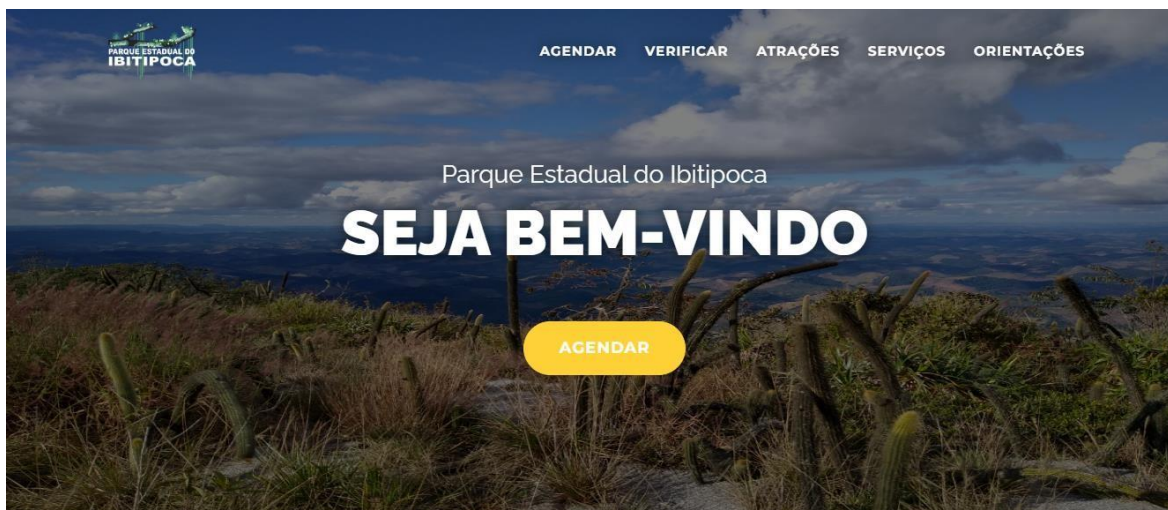 PARQUE ESTADUAL DO
IBITIPOCA
AGENDAR VERIFICAR ATRAÇÕES SERVIÇOS ORIENTAÇÕES
Parque Estadual do Ibitipoca
SEJA BEM-VINDO
AGENDAR